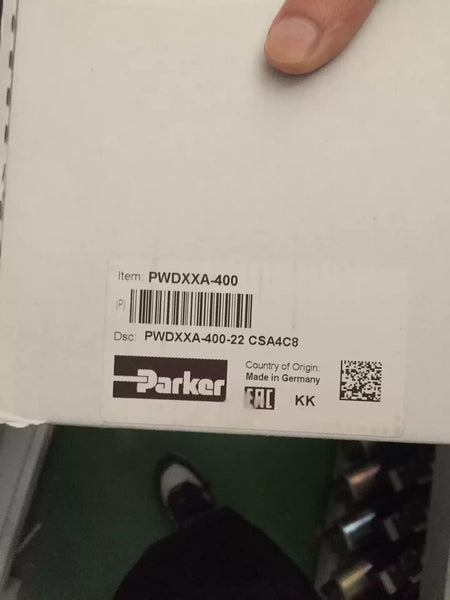 Item: PWDXXA-400
(P)
Dsc: PWDXXA-400-22 CSA4C8
Parker
Country of Origin:
Made in Germany
EAC
KK